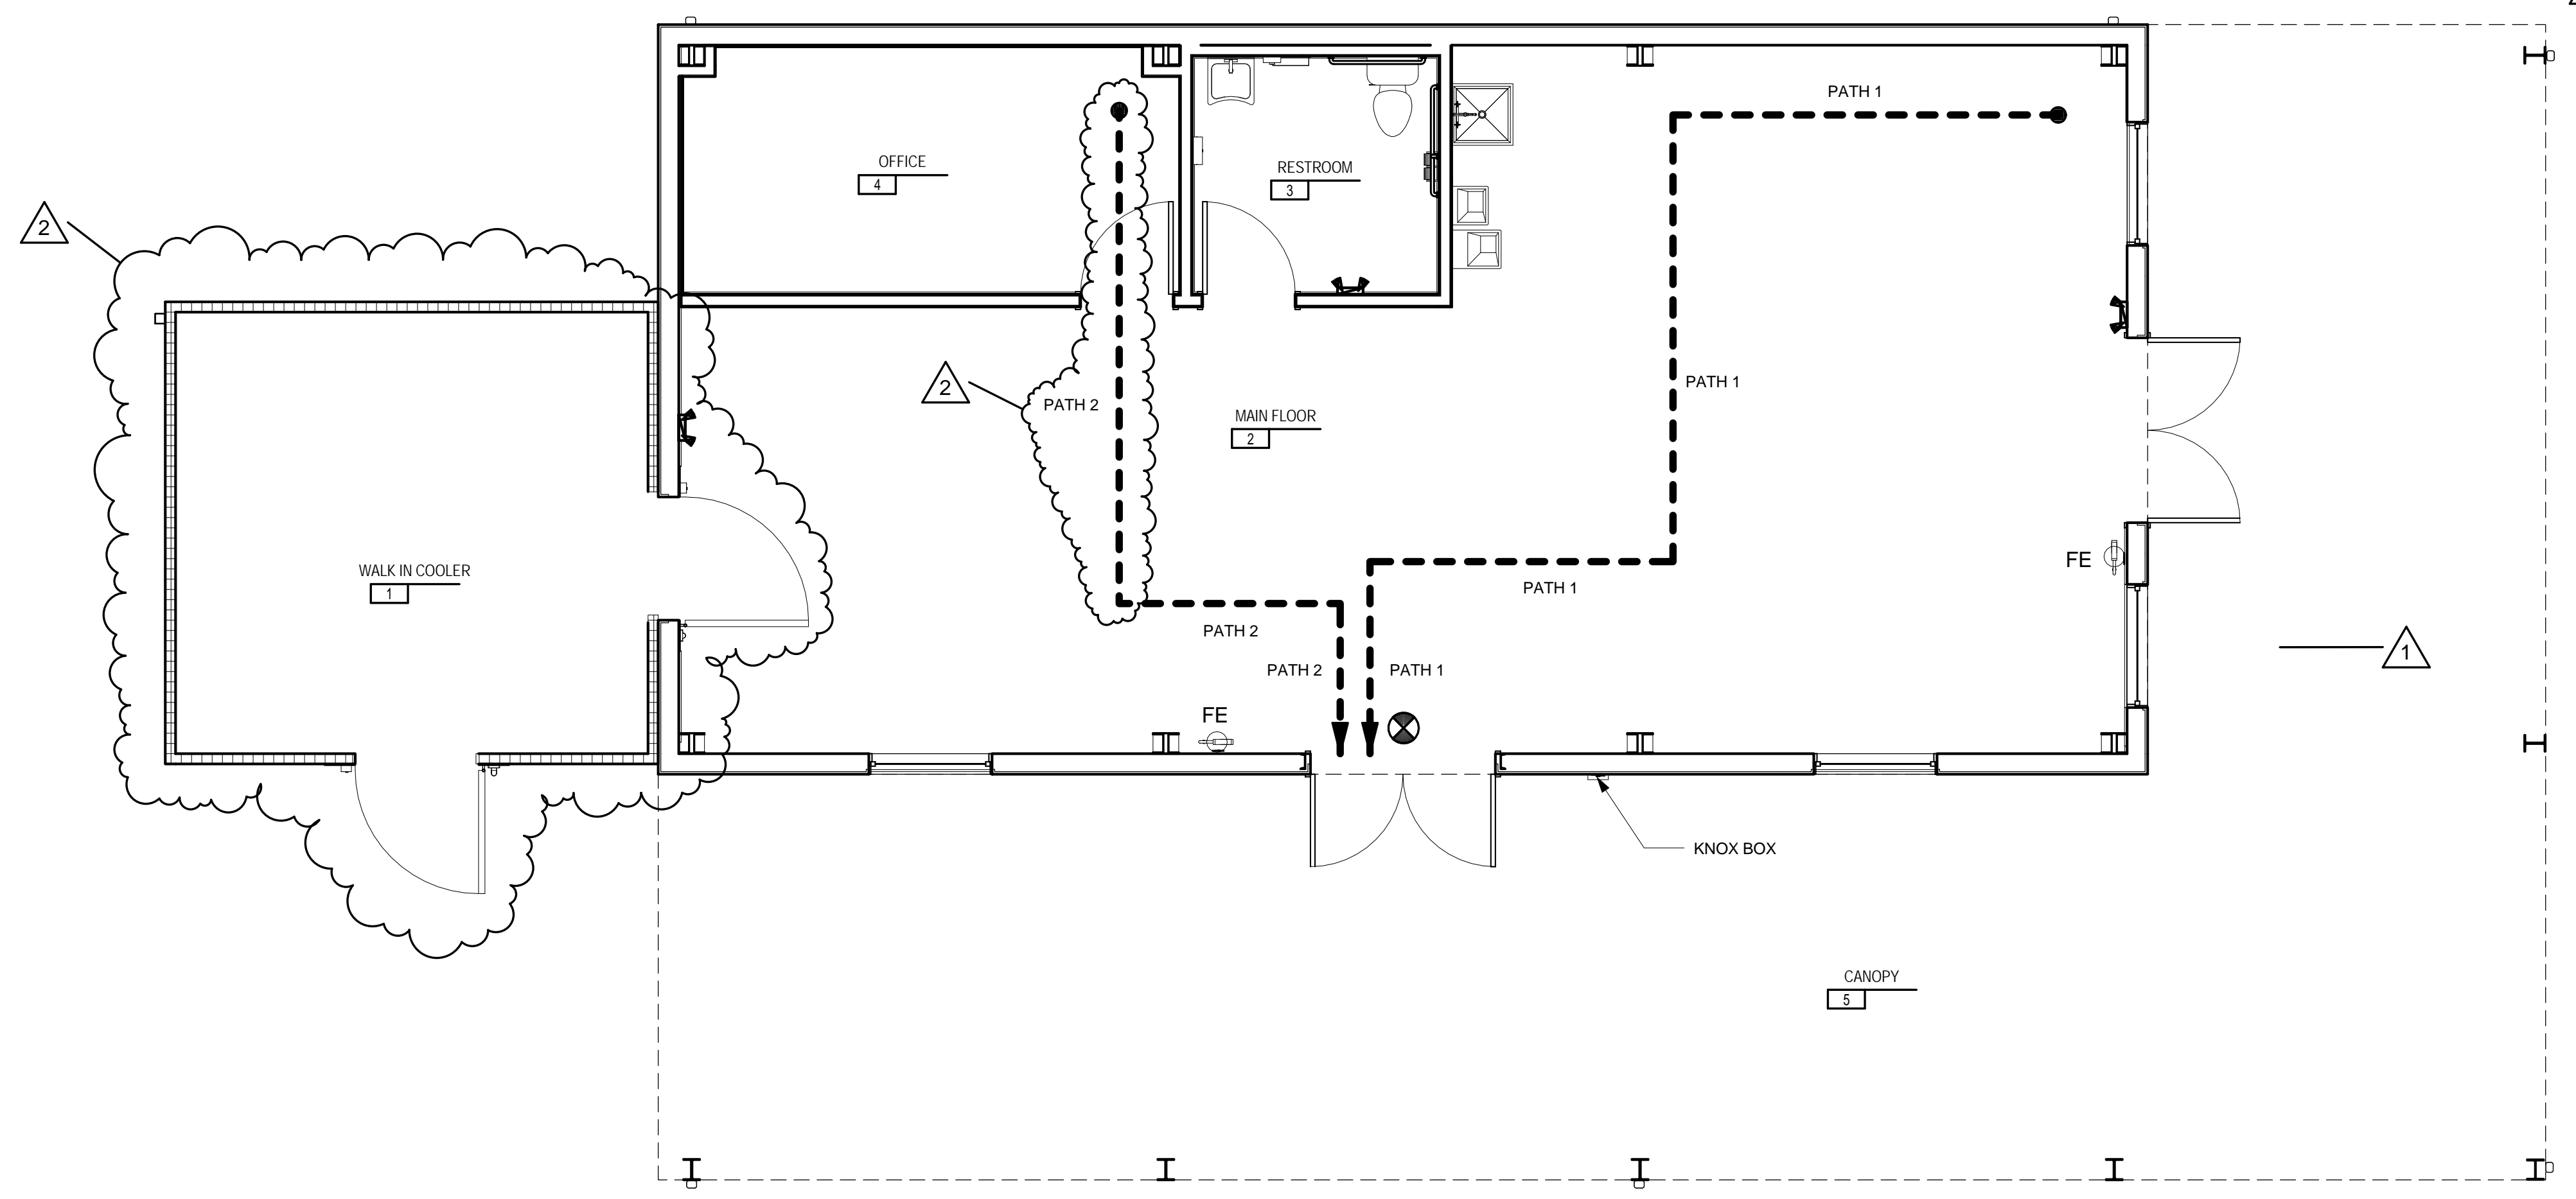 PATH 1
OFFICE
4
RESTROOM
3
2
2
PATH 1
PATH 2
MAIN FLOOR
2
FE
WALK IN COOLER
1
PATH 1
PATH 2
1
PATH 2
PATH 1
FE
KNOX BOX
CANOPY
5